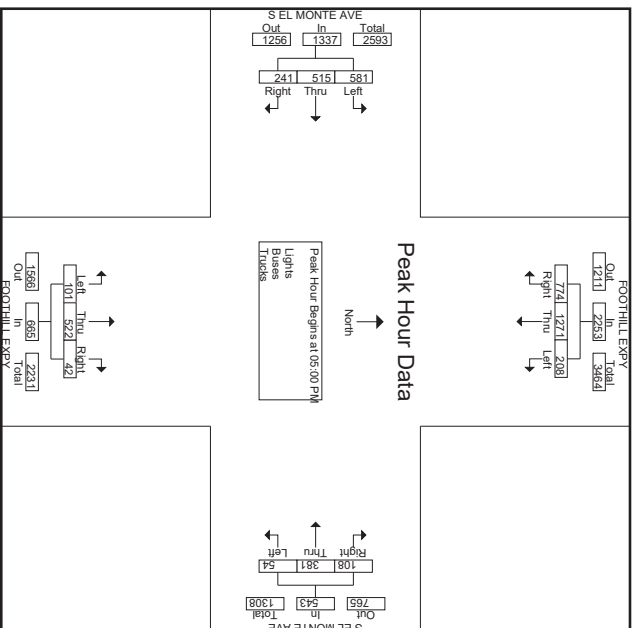 S EL MONTE AVE
Out In Total
1256 1337 2593
241 515 581
Right Thru Left
FOOTHILL EXPY
Out In Total
1566 665 2231
Left Thru Right
101 522 42
Peak Hour Data
North
Peak Hour Begins at 05:00 PM
Lights
Buses
Trucks
FOOTHILL EXPY
Out In Total
1211 2253 3464
Right Thru Left
774 1271 208
Left Thru Right
54 381 108
Out In Total
765 543 1308
S EL MONTE AVE